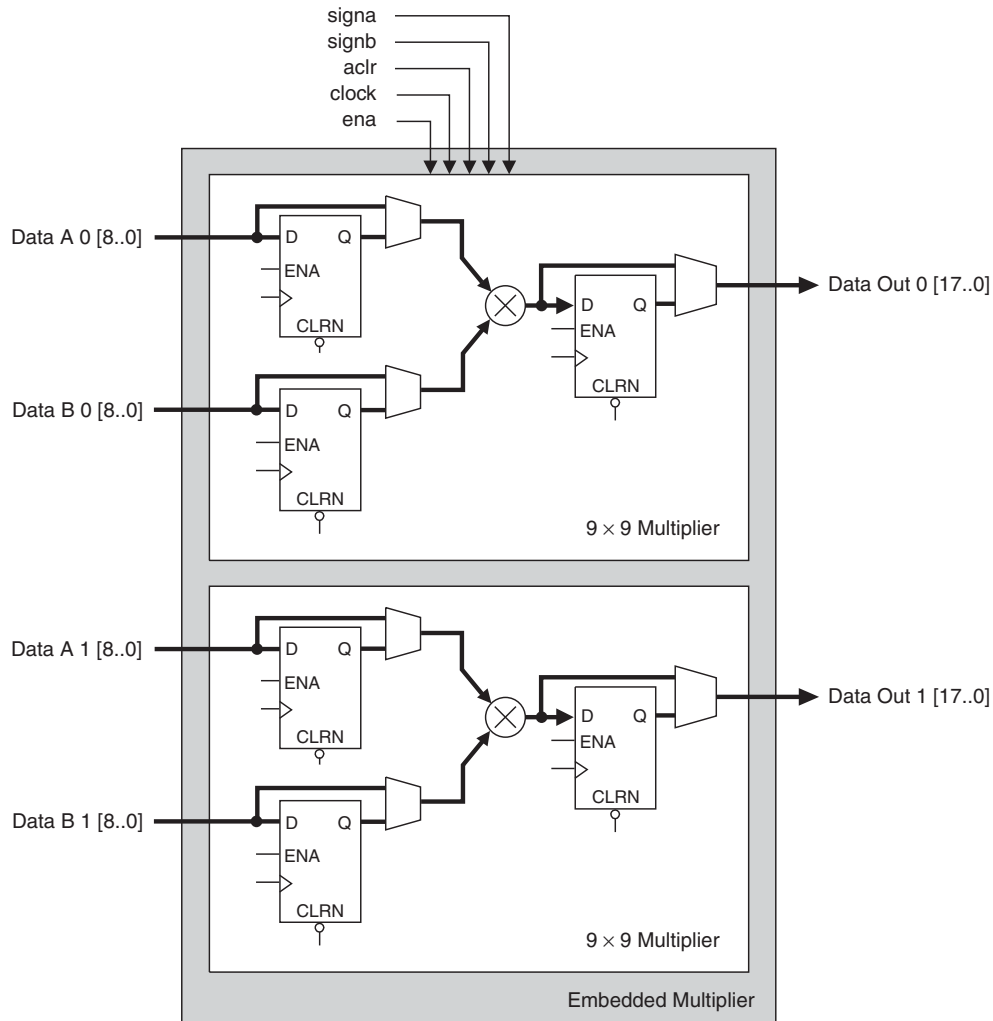 signa
signb
aclr
clock
ena
Data A 0 [8..0]
D Q
ENA
CLRN
Data B 0 [8..0]
D Q
ENA
CLRN
D Q
ENA
CLRN
Data Out 0 [17..0]
9 × 9 Multiplier
Data A 1 [8..0]
D Q
ENA
CLRN
Data B 1 [8..0]
D Q
ENA
CLRN
D Q
ENA
CLRN
Data Out 1 [17..0]
9 × 9 Multiplier
Embedded Multiplier